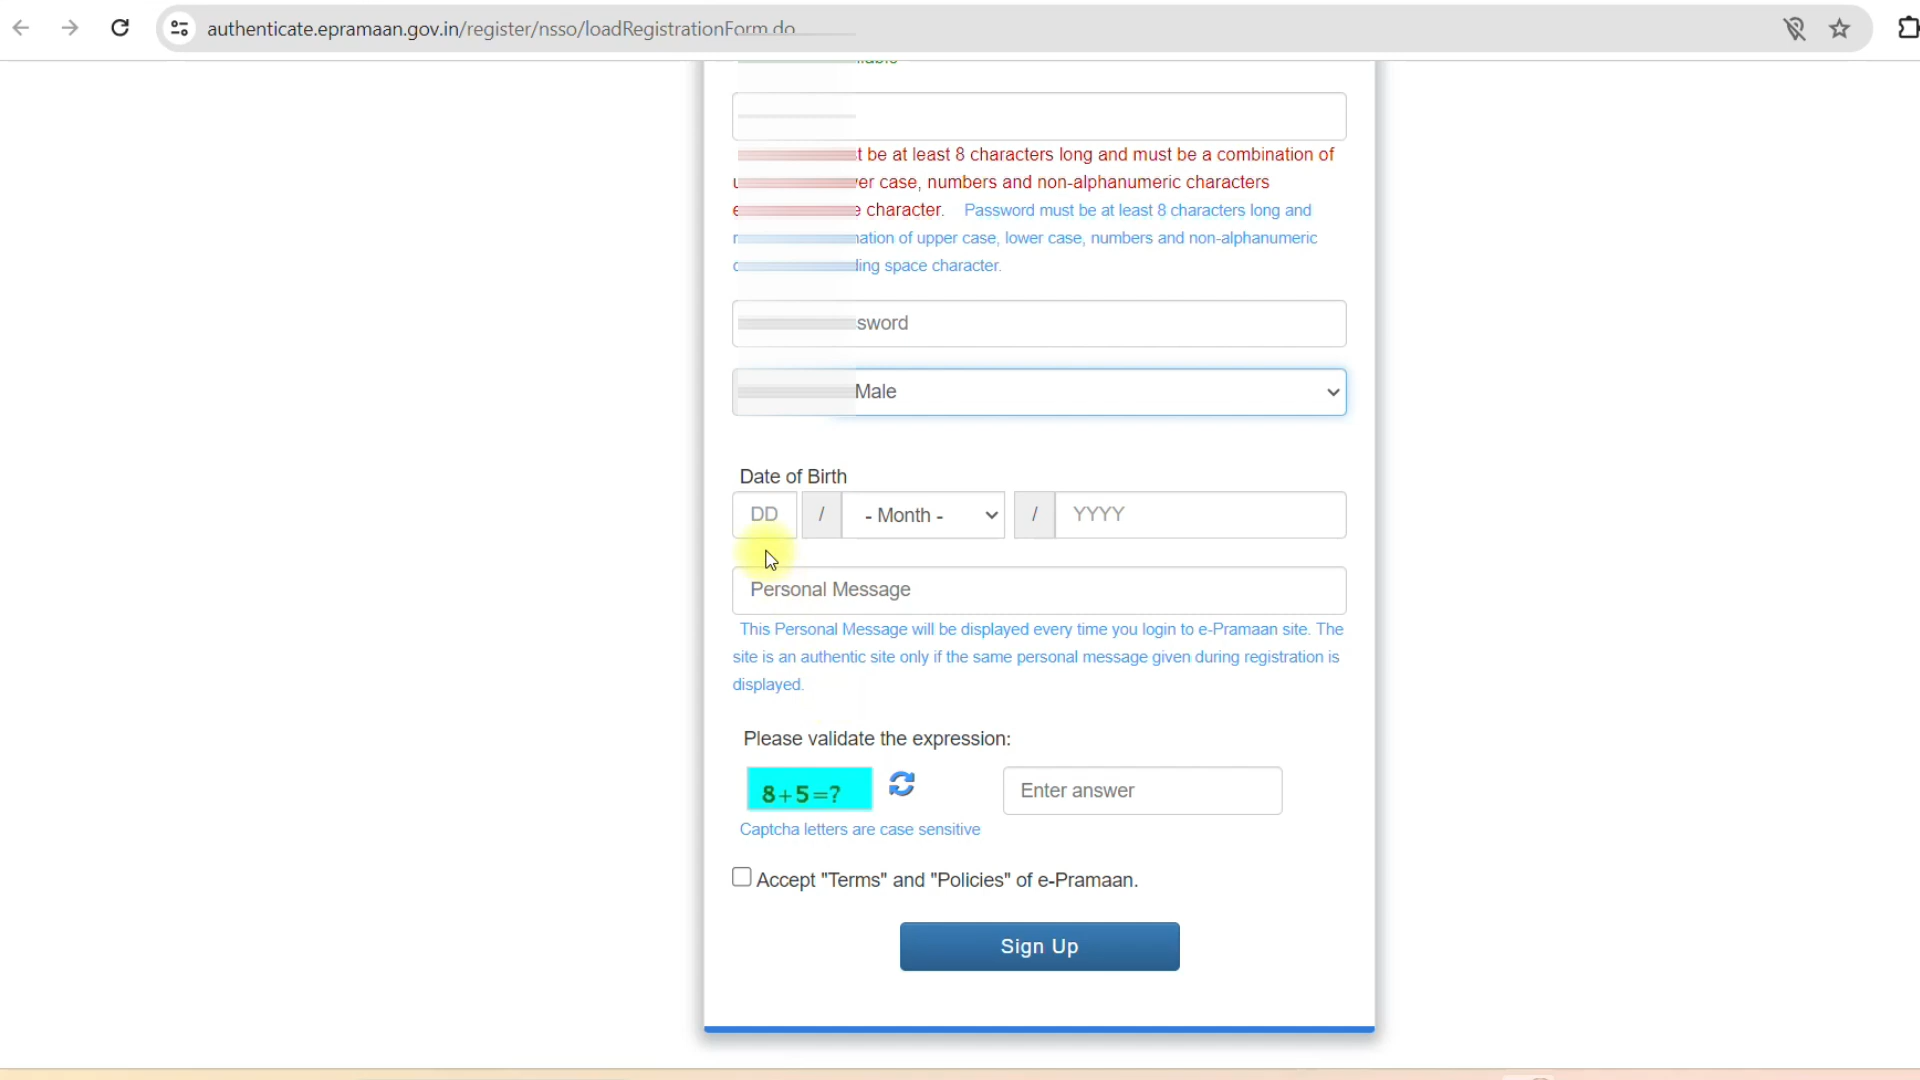 authenticate.epramaan.gov.in/register/nsso/loadRegistrationForm.do
be at least 8 characters long and must be a combination of
case, numbers and non-alphanumeric characters
character. Password must be at least 8 characters long and
of upper case, lower case, numbers and non-alphanumeric
space character.
Male
Date of Birth
DD / - Month - / YYYY
Personal Message
This Personal Message will be displayed every time you login to e-Pramaan site. The
site is an authentic site only if the same personal message given during registration is
displayed.
Please validate the expression:
8+5=? Enter answer
Captcha letters are case sensitive
Accept "Terms" and "Policies" of e-Pramaan.
Sign Up